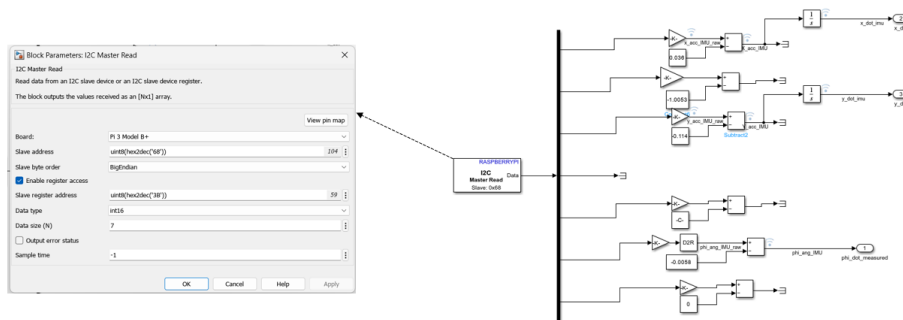 Block Parameters: I2C Master Read
I2C Master Read
Read data from an I2C slave device or an I2C slave device register.
The block outputs the values received as an [Nx1] array.
View pin map
Board:
Pi 3 Model B+
Slave address
uint8(hex2dec('68'))
104
Slave byte order
BigEndian
Enable register access
Slave register address
uint8(hex2dec('3B'))
59
Data type
int16
Data size (N)
7
Output error status
Sample time
-1
OK
Cancel
Help
Apply
RASPBERRYPI
I2C
Master Read
Slave: 0x68
Data
-K-
x_acc_IMU_raw
0.036
x_acc_IMU
1
s
x_dot_imu
2
-K-
-1.0053
-K-
y_acc_IMU_raw
-0.114
Subtract2
y_acc_IMU
1
s
y_dot_imu
3
-K-
-C-
-K-
D2R
phi_ang_IMU_raw
-0.0058
phi_ang_IMU
1
phi_dot_measured
-K-
0